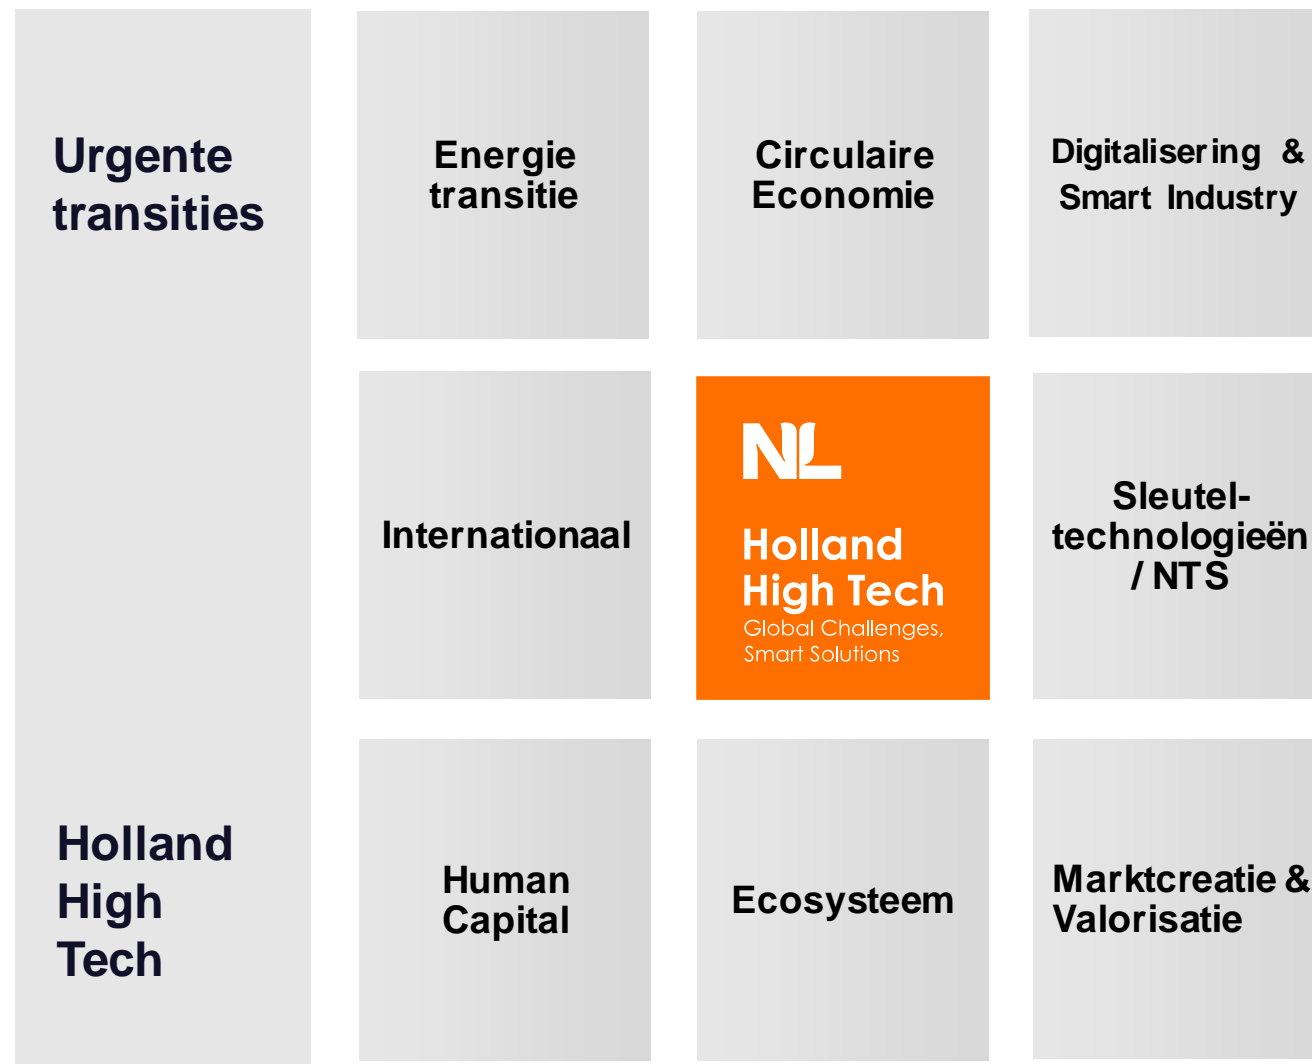 Urgente
transities
Energie
transitie
Circulaire
Economie
Digitalisering &
Smart Industry
Internationaal
NL
Holland
High Tech
Global Challenges,
Smart Solutions
Sleutel-
technologieën
/ NTS
Holland
High
Tech
Human
Capital
Ecosysteem
Marktcreatie &
Valorisatie